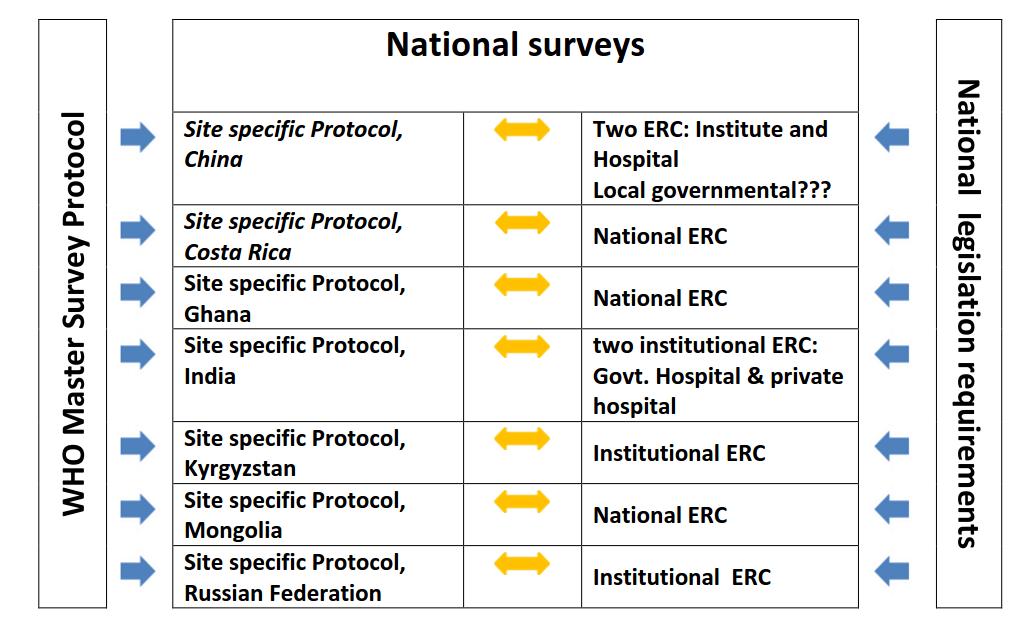 WHO Master Survey Protocol
National surveys
Site specific Protocol,
China
Two ERC: Institute and
Hospital
Local governmental???
Site specific Protocol,
Costa Rica
National ERC
Site specific Protocol,
Ghana
National ERC
Site specific Protocol,
India
two institutional ERC:
Govt. Hospital & private
hospital
Site specific Protocol,
Kyrgyzstan
Institutional ERC
Site specific Protocol,
Mongolia
National ERC
Site specific Protocol,
Russian Federation
Institutional  ERC
National  legislation requirements